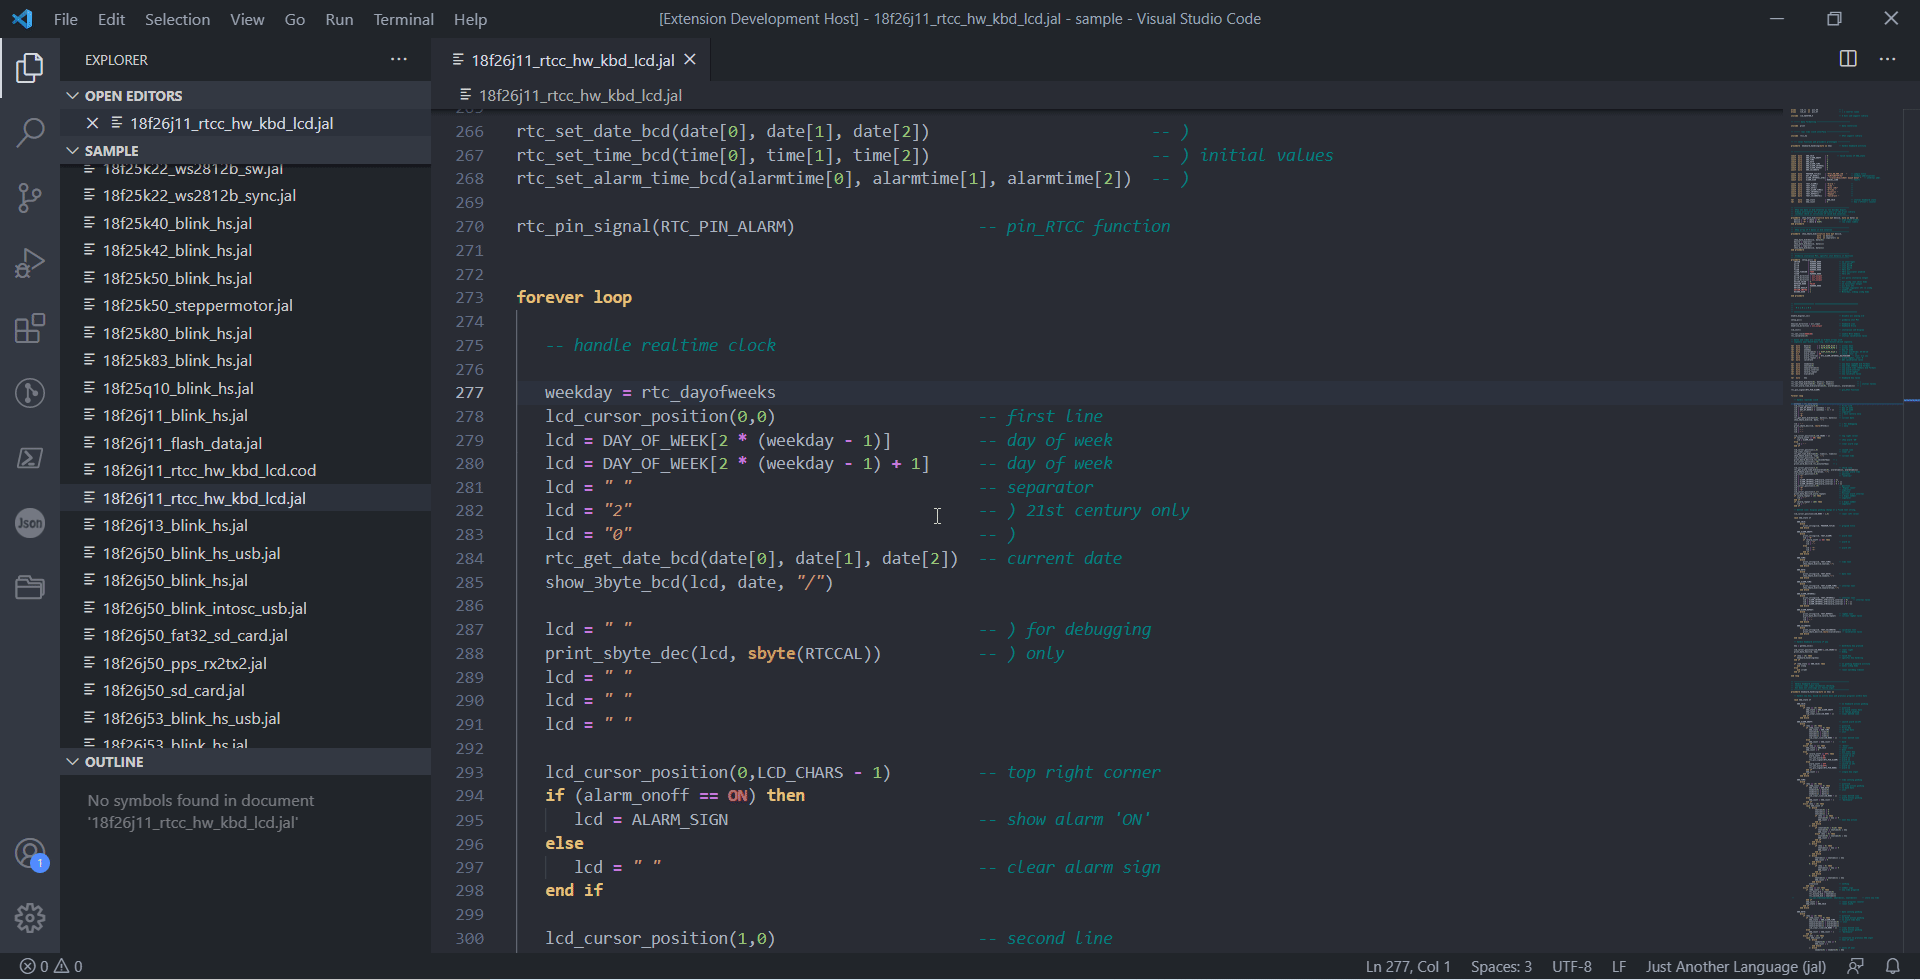 File Edit Selection View Go Run Terminal Help
[Extension Development Host] - 18f26j11_rtcc_hw_kbd_lcd.jal - sample - Visual Studio Code
EXPLORER
OPEN EDITORS
18f26j11_rtcc_hw_kbd_lcd.jal
SAMPLE
18f25k22_ws2812b_sw.jal
18f25k22_ws2812b_sync.jal
18f25k40_blink_hs.jal
18f25k42_blink_hs.jal
18f25k50_blink_hs.jal
18f25k50_steppermotor.jal
18f25k80_blink_hs.jal
18f25k83_blink_hs.jal
18f25q10_blink_hs.jal
18f26j11_blink_hs.jal
18f26j11_flash_data.jal
18f26j11_rtcc_hw_kbd_lcd.cod
18f26j11_rtcc_hw_kbd_lcd.jal
18f26j13_blink_hs.jal
18f26j50_blink_hs_usb.jal
18f26j50_blink_hs.jal
18f26j50_blink_intosc_usb.jal
18f26j50_fat32_sd_card.jal
18f26j50_pps_rx2tx2.jal
18f26j50_sd_card.jal
18f26j53_blink_hs_usb.jal
18f26j53_blink_hs.jal
OUTLINE
No symbols found in document
'18f26j11_rtcc_hw_kbd_lcd.jal'
Json
1
18f26j11_rtcc_hw_kbd_lcd.jal
18f26j11_rtcc_hw_kbd_lcd.jal
265
266 rtc_set_date_bcd(date[0], date[1], date[2]) -- )
267 rtc_set_time_bcd(time[0], time[1], time[2]) -- ) initial values
268 rtc_set_alarm_time_bcd(alarmtime[0], alarmtime[1], alarmtime[2]) -- )
269
270 rtc_pin_signal(RTC_PIN_ALARM) -- pin_RTCC function
271
272
273 forever loop
274
275 -- handle realtime clock
276
277 weekday = rtc_dayofweeks
278 lcd_cursor_position(0,0) -- first line
279 lcd = DAY_OF_WEEK[2 * (weekday - 1)] -- day of week
280 lcd = DAY_OF_WEEK[2 * (weekday - 1) + 1] -- day of week
281 lcd = " " -- separator
282 lcd = "2" -- ) 21st century only
283 lcd = "0" -- )
284 rtc_get_date_bcd(date[0], date[1], date[2]) -- current date
285 show_3byte_bcd(lcd, date, "/")
286
287 lcd = " " -- ) for debugging
288 print_sbyte_dec(lcd, sbyte(RTCCAL)) -- ) only
289 lcd = " "
290 lcd = " "
291 lcd = " "
292
293 lcd_cursor_position(0,LCD_CHARS - 1) -- top right corner
294 if (alarm_onoff == ON) then
295 lcd = ALARM_SIGN -- show alarm 'ON'
296 else
297 lcd = " " -- clear alarm sign
298 end if
299
300 lcd_cursor_position(1,0) -- second line
0 0
Ln 277, Col 1 Spaces: 3 UTF-8 LF Just Another Language (jal)